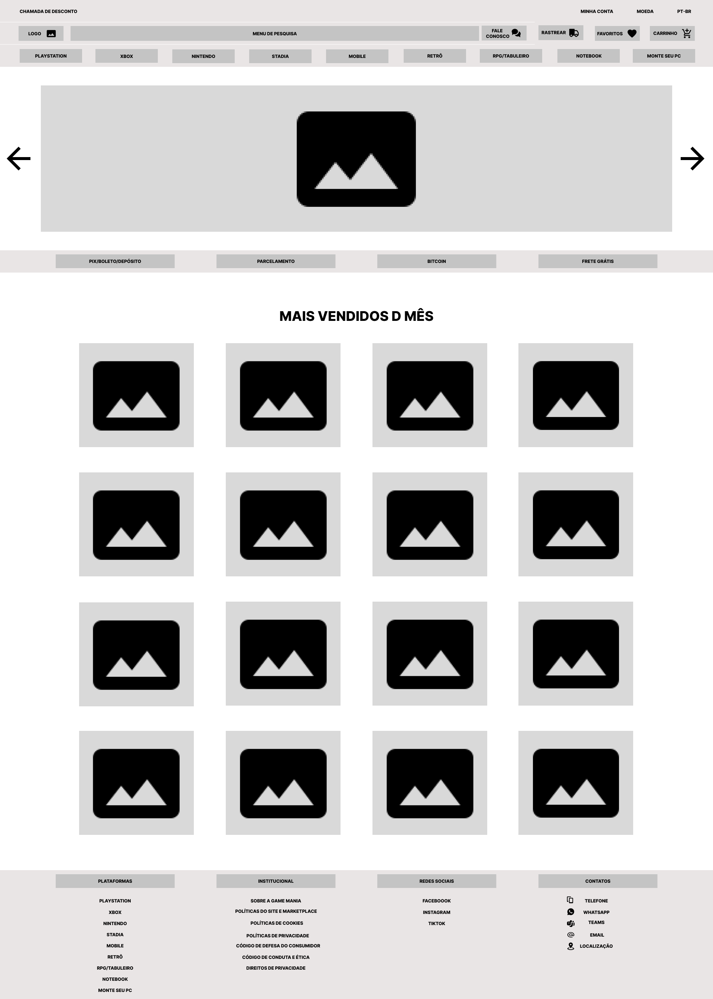 CHAMADA DE DESCONTO
MINHA CONTA
MOEDA
PT-BR
LOGO
MENU DE PESQUISA
FALE
CONOSCO
RASTREAR
FAVORITOS
CARRINHO
PLAYSTATION
XBOX
NINTENDO
STADIA
MOBILE
RETRÔ
RPG/TABULEIRO
NOTEBOOK
MONTE SEU PC
PIX/BOLETO/DEPÓSITO
PARCELAMENTO
BITCOIN
FRETE GRÁTIS
MAIS VENDIDOS D MÊS
PLATAFORMAS
PLAYSTATION
XBOX
NINTENDO
STADIA
MOBILE
RETRÔ
RPG/TABULEIRO
NOTEBOOK
MONTE SEU PC
INSTITUCIONAL
SOBRE A GAME MANIA
POLÍTICAS DO SITE E MARKETPLACE
POLÍTICAS DE COOKIES
POLÍTICAS DE PRIVACIDADE
CÓDIGO DE DEFESA DO CONSUMIDOR
CÓDIGO DE CONDUTA E ÉTICA
DIREITOS DE PRIVACIDADE
REDES SOCIAIS
FACEBOOOK
INSTAGRAM
TIKTOK
CONTATOS
TELEFONE
WHATSAPP
TEAMS
EMAIL
LOCALIZAÇÃO